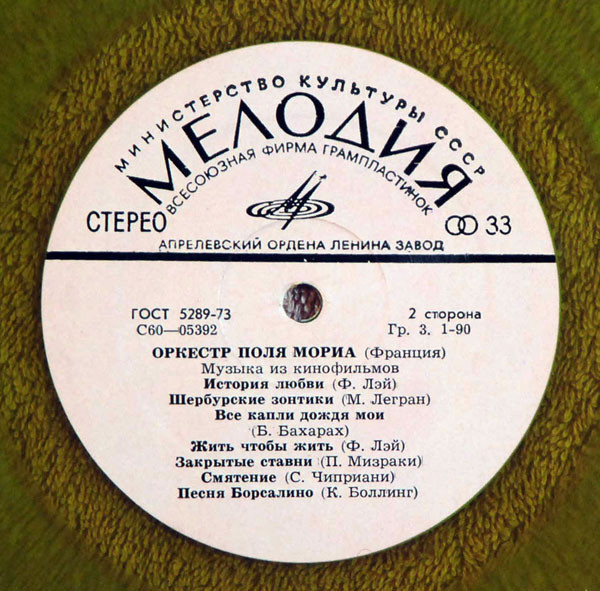 МИНИСТЕРСТВО КУЛЬТУРЫ СССР
МЕЛОДИЯ
ВСЕСОЮЗНАЯ ФИРМА ГРАМПЛАСТИНОК
СТЕРЕО
33
АПРЕЛЕВСКИЙ ОРДЕНА ЛЕНИНА ЗАВОД
ГОСТ 5289-73
2 сторона
С60—05392
Гр. 3. 1-90
ОРКЕСТР ПОЛЯ МОРИА (Франция)
Музыка из кинофильмов
История любви (Ф. Лэй)
Шербурские зонтики (М. Легран)
Все капли дождя мои
(Б. Бахарах)
Жить чтобы жить (Ф. Лэй)
Закрытые ставни (П. Мизраки)
Смятение (С. Чиприани)
Песня Борсалино (К. Боллинг)